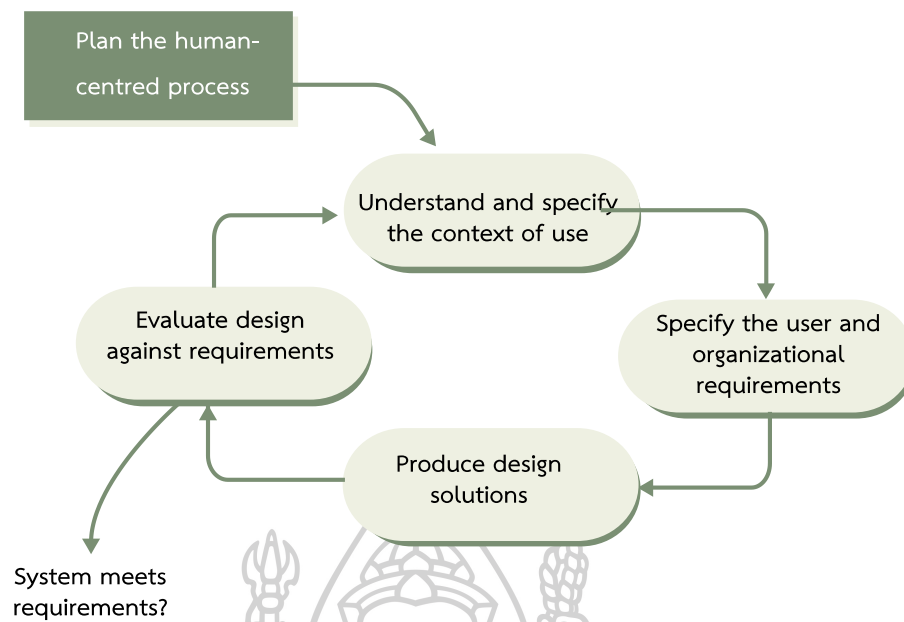 Plan the human-
centred process
Understand and specify
the context of use
Specify the user and
organizational
requirements
Produce design
solutions
Evaluate design
against requirements
System meets
requirements?